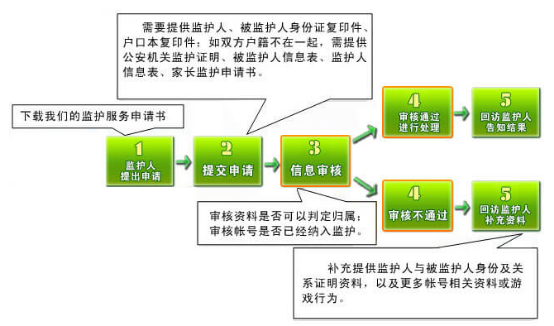 需要提供监护人、被监护人身份证复印件、
户口本复印件；如双方户籍不在一起，需提供
公安机关监护证明、被监护人信息表、监护人
信息表、家长监护申请书。
下载我们的监护服务申请书
1
监护人
提出申请
2
提交申请
3
信息审核
4
审核通过
进行处理
5
回访监护人
告知结果
4
审核不通过
5
回访监护人
补充资料
审核资料是否可以判定归属；
审核帐号是否已经纳入监护。
补充提供监护人与被监护人身份及关
系证明资料，以及更多帐号相关资料或游
戏行为。